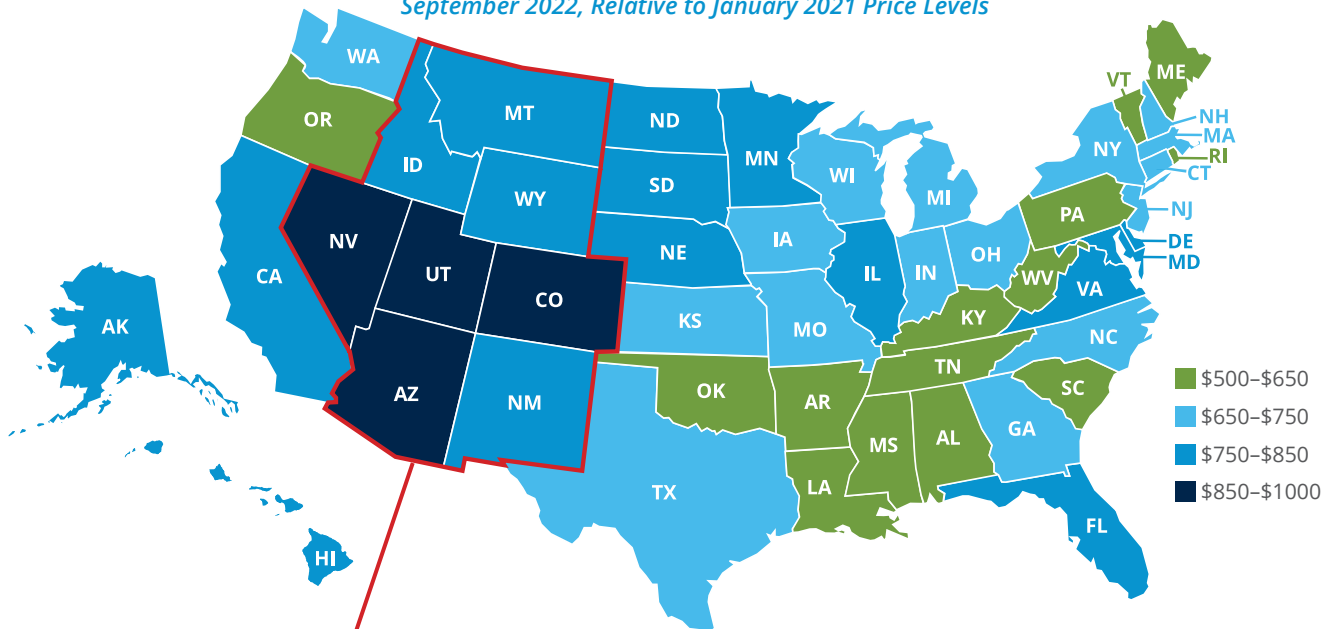 September 2022, Relative to January 2021 Price Levels
WA
OR
MT
ID
ND
MN
SD
WY
NE
NV
UT
CO
CA
AZ
NM
WI
MI
IA
IL
IN
OH
KS
MO
NY
PA
WV
VA
KY
NC
TN
OK
AR
SC
MS
AL
GA
LA
TX
FL
VT
ME
NH
MA
RI
CT
NJ
DE
MD
AK
HI
$500–$650
$650–$750
$750–$850
$850–$1000